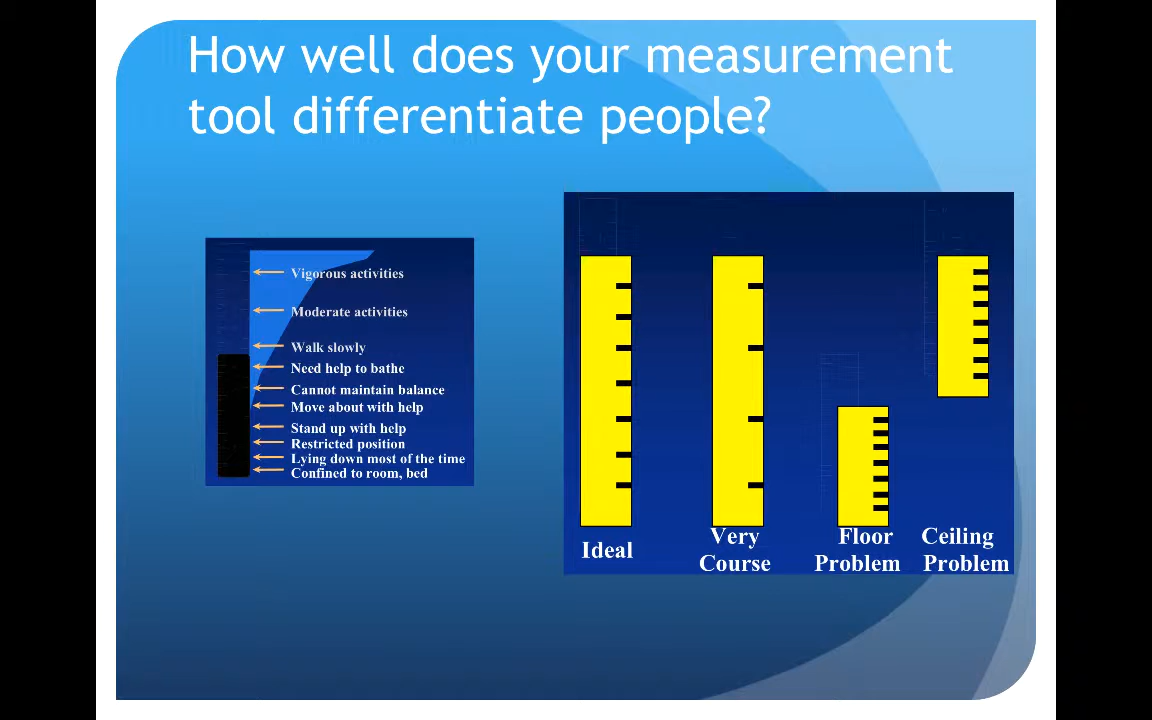 How well does your measurement
tool differentiate people?
Vigorous activities
Moderate activities
Walk slowly
Need help to bathe
Cannot maintain balance
Move about with help
Stand up with help
Restricted position
Lying down most of the time
Confined to room, bed
Ideal
Very
Course
Floor
Problem
Ceiling
Problem